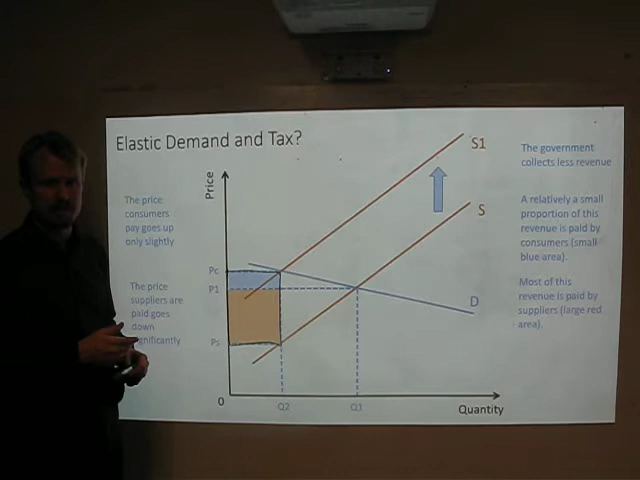 Elastic Demand and Tax?
The price
consumers
pay goes up
only slightly
The price
suppliers are
paid goes
down
gnificantly
Price
Pc
P1
Ps
0
Q2
Q1
Quantity
S1
S
D
The government
collects less revenue
A relatively a small
proportion of this
revenue is paid by
consumers (small
blue area).
Most of this
revenue is paid by
suppliers (large red
area).